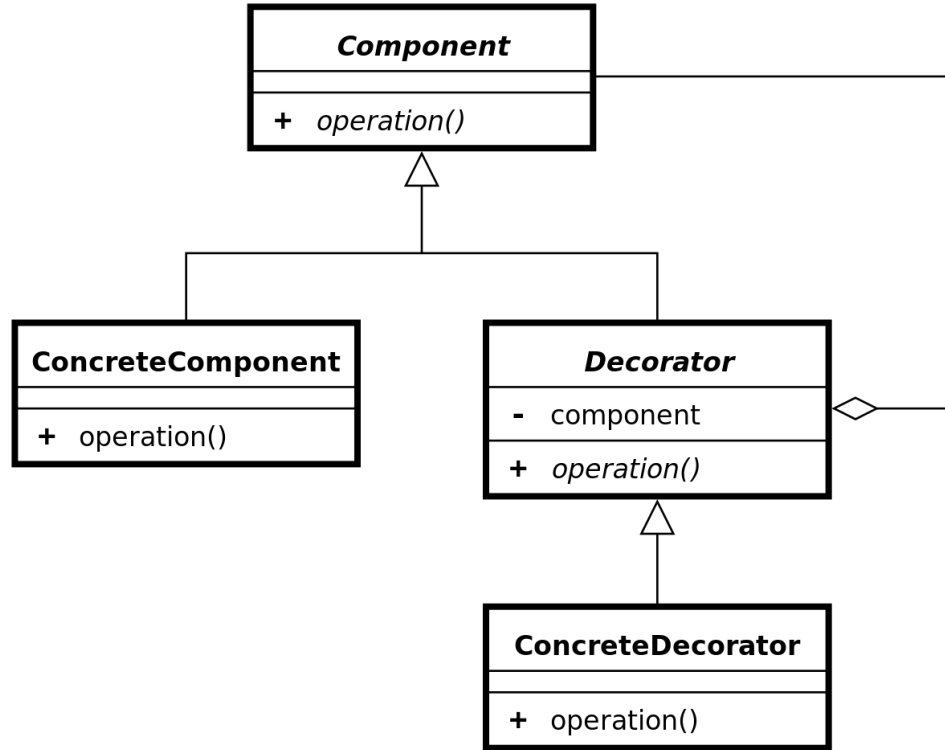 Component
+ operation()
ConcreteComponent
+ operation()
Decorator
- component
+ operation()
ConcreteDecorator
+ operation()